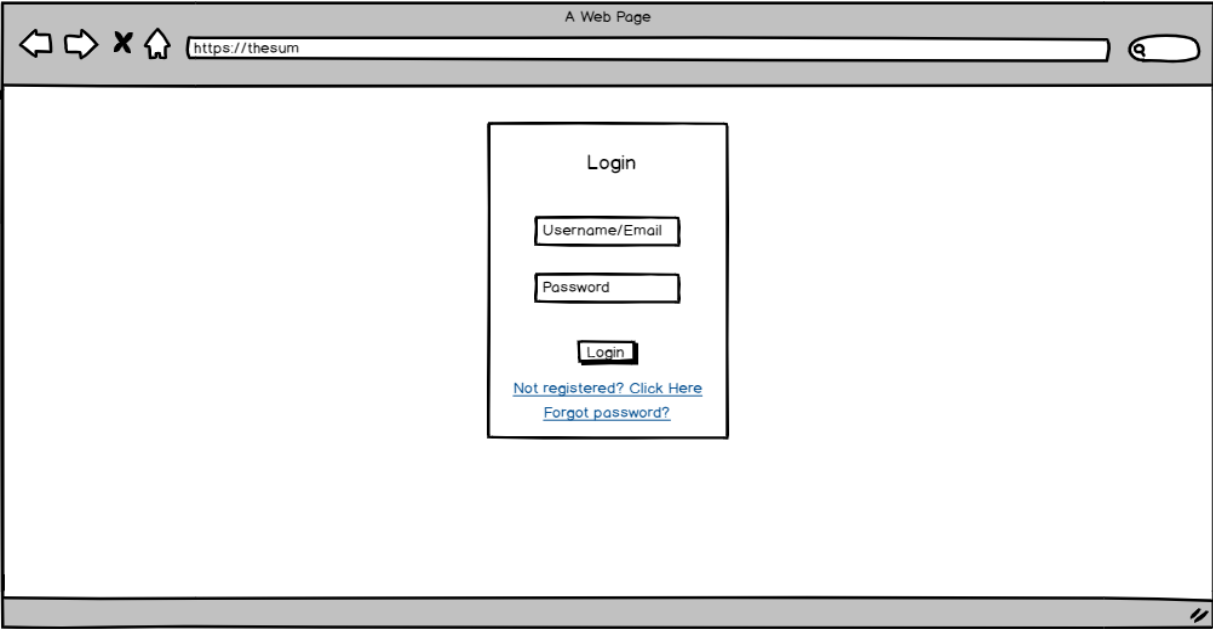 A Web Page
https://thesum
Login
Username/Email
Password
Login
Not registered? Click Here
Forgot password?